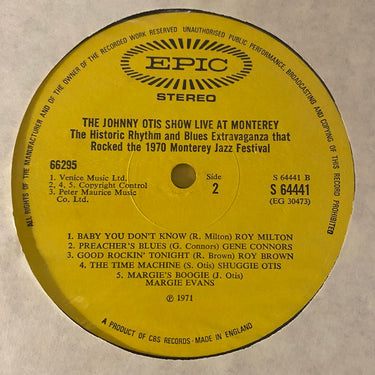 ALL RIGHTS OF THE MANUFACTURER AND OF THE OWNER OF THE RECORDED WORK RESERVED UNAUTHORISED PUBLIC PERFORMANCE, BROADCASTING AND COPYING OF THIS RECORD PROHIBITED
EPIC
STEREO
THE JOHNNY OTIS SHOW LIVE AT MONTEREY
The Historic Rhythm and Blues Extravaganza that
Rocked the 1970 Monterey Jazz Festival
66295
1. Venice Music Ltd.
2, 4, 5. Copyright Control
3. Peter Maurice Music
Co. Ltd.
Side
2
S 64441 B
S 64441
(EG 30473)
1. BABY YOU DON'T KNOW (R. Milton) ROY MILTON
2. PREACHER'S BLUES (G. Connors) GENE CONNORS
3. GOOD ROCKIN' TONIGHT (R. Brown) ROY BROWN
4. THE TIME MACHINE (S. Otis) SHUGGIE OTIS
5. MARGIE'S BOOGIE (J. Otis)
MARGIE EVANS
℗ 1971
A PRODUCT OF CBS RECORDS · MADE IN ENGLAND